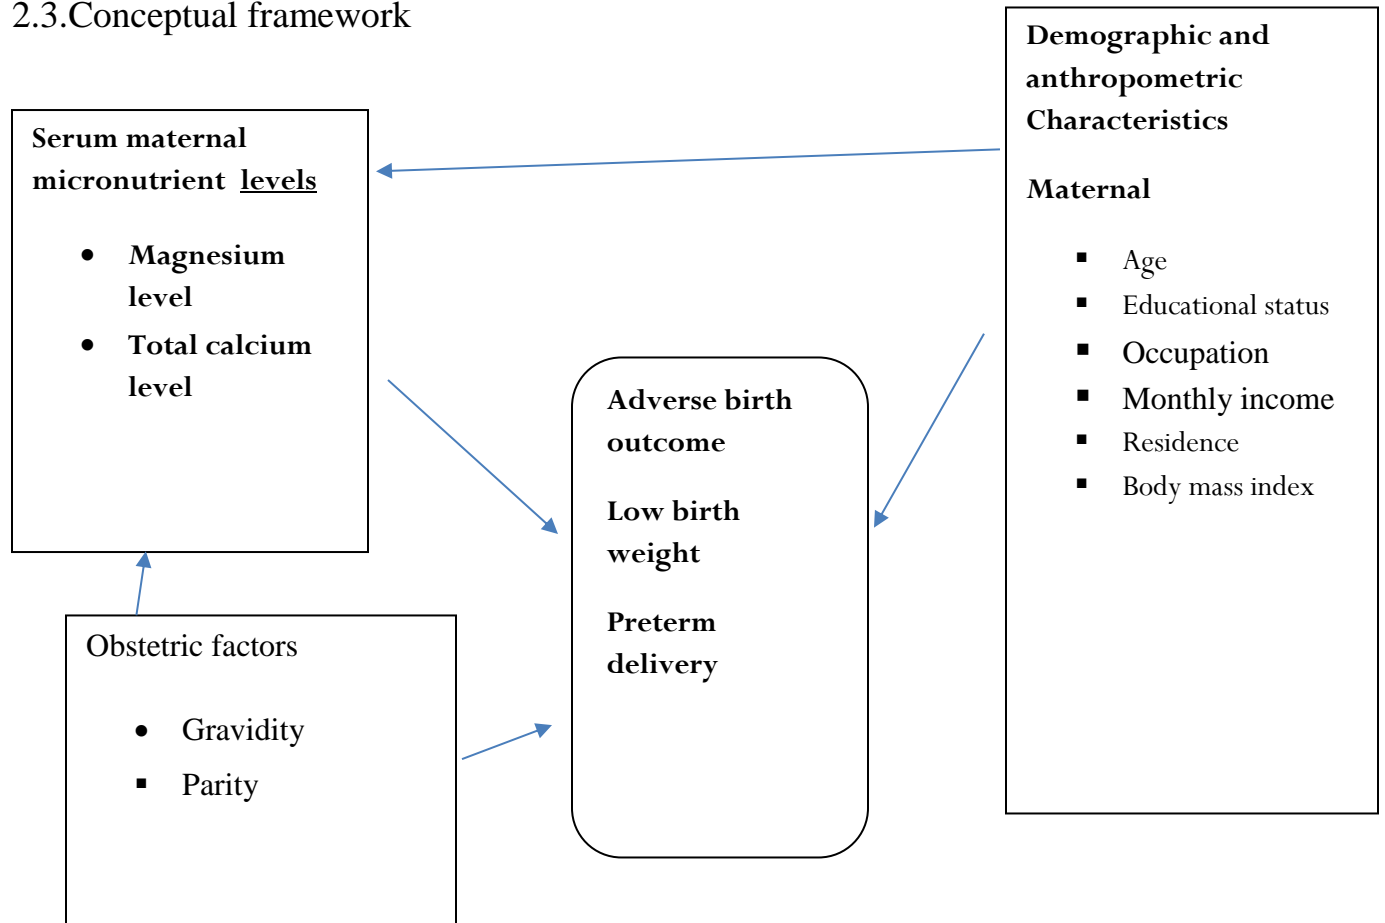 2.3.Conceptual framework
Serum maternal
micronutrient levels
• Magnesium
level
• Total calcium
level
Obstetric factors
• Gravidity
▪ Parity
Adverse birth
outcome
Low birth
weight
Preterm
delivery
Demographic and
anthropometric
Characteristics
Maternal
▪ Age
▪ Educational status
▪ Occupation
▪ Monthly income
▪ Residence
▪ Body mass index